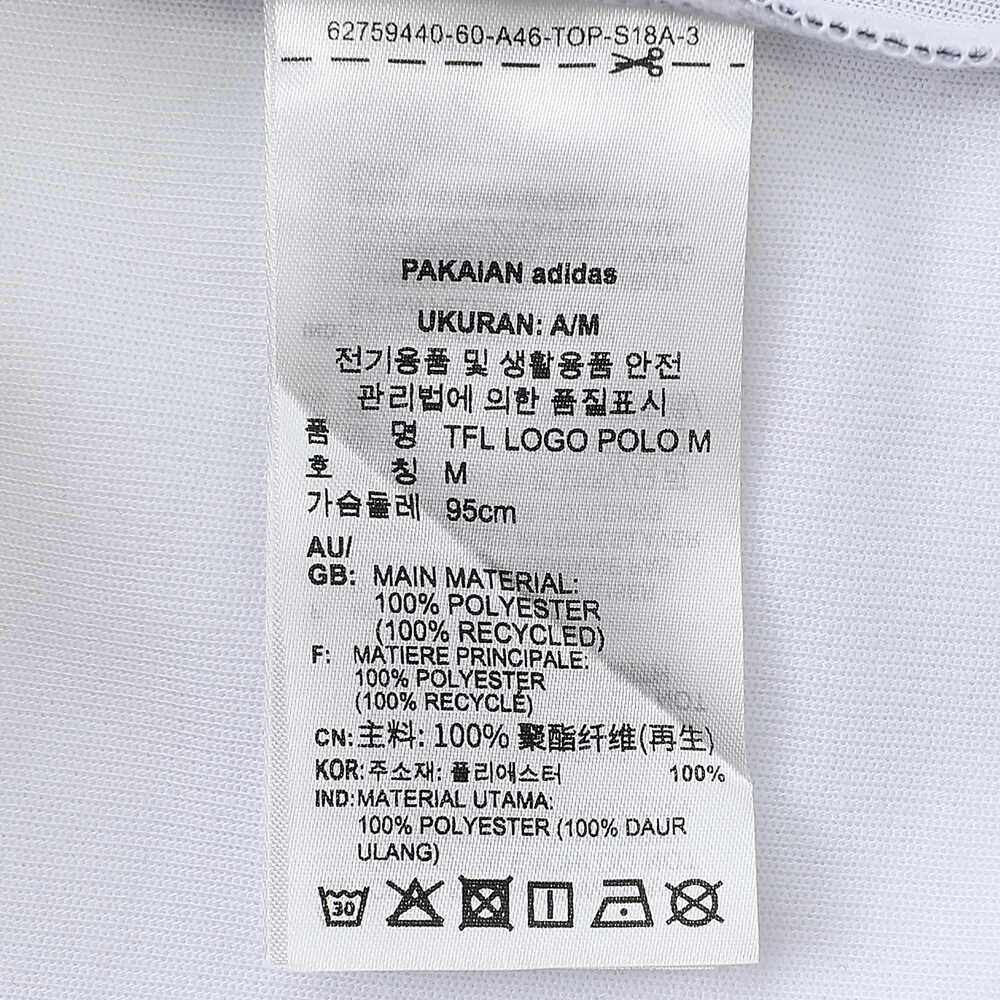 62759440-60-A46-TOP-S18A-3
PAKAIAN adidas
UKURAN: A/M
전기용품 및 생활용품 안전
관리법에 의한 품질표시
품 명 TFL LOGO POLO M
호 칭 M
가슴둘레 95cm
AU/
GB: MAIN MATERIAL:
100% POLYESTER
(100% RECYCLED)
F: MATIERE PRINCIPALE:
100% POLYESTER
(100% RECYCLÉ)
CN: 主料: 100% 聚酯纤维(再生)
KOR: 주소재: 폴리에스터 100%
IND: MATERIAL UTAMA:
100% POLYESTER (100% DAUR
ULANG)
30